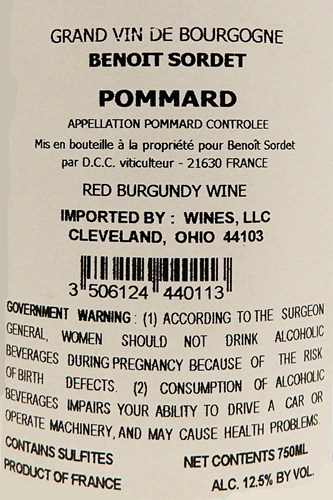 GRAND VIN DE BOURGOGNE
BENOIT SORDET
POMMARD
APPELLATION POMMARD CONTROLEE
Mis en bouteille à la propriété pour Benoît Sordet
par D.C.C. viticulteur - 21630 FRANCE
RED BURGUNDY WINE
IMPORTED BY : WINES, LLC
CLEVELAND, OHIO 44103
3 506124 440113
GOVERNMENT WARNING : (1) ACCORDING TO THE SURGEON
GENERAL, WOMEN SHOULD NOT DRINK ALCOHOLIC
BEVERAGES DURING PREGNANCY BECAUSE OF THE RISK
OF BIRTH DEFECTS. (2) CONSUMPTION OF ALCOHOLIC
BEVERAGES IMPAIRS YOUR ABILITY TO DRIVE A CAR OR
OPERATE MACHINERY, AND MAY CAUSE HEALTH PROBLEMS.
CONTAINS SULFITES NET CONTENTS 750ML
PRODUCT OF FRANCE ALC. 12.5% BY VOL.